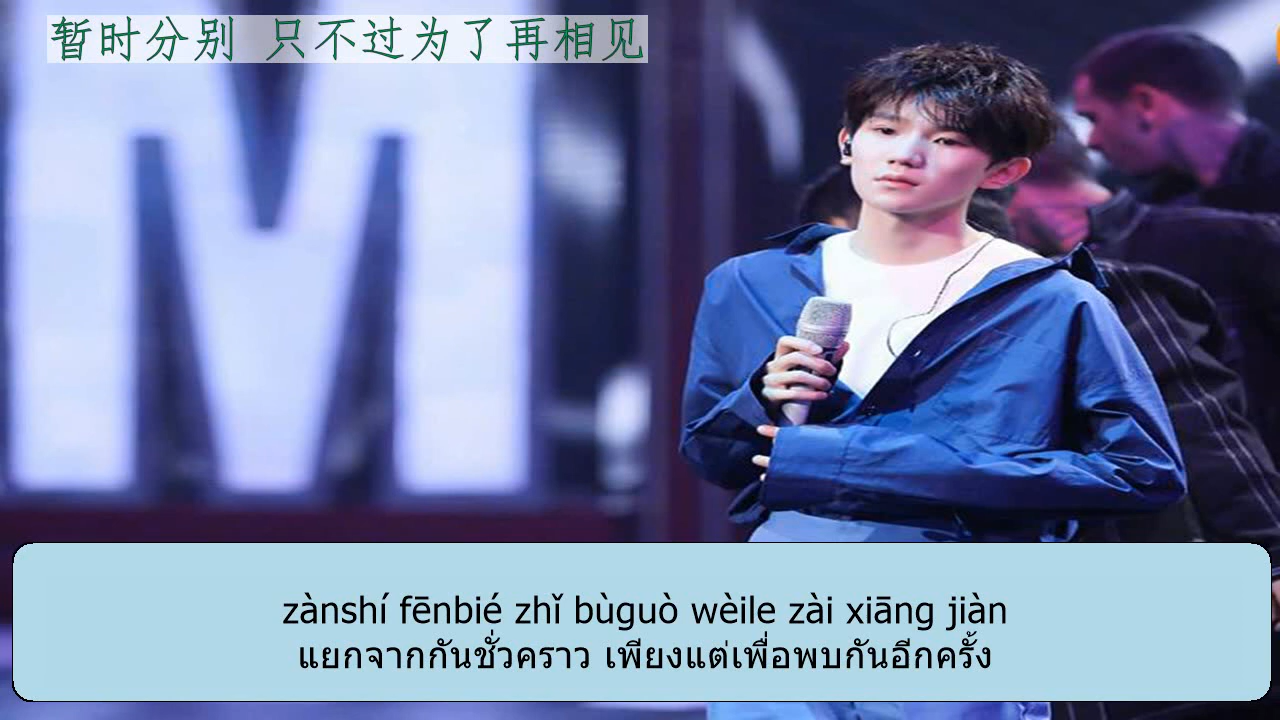 暂时分别 只不过为了再相见
M
zànshí fēnbié zhǐ bùguò wèile zài xiāng jiàn
แยกจากกันชั่วคราว เพียงแต่เพื่อพบกันอีกครั้ง